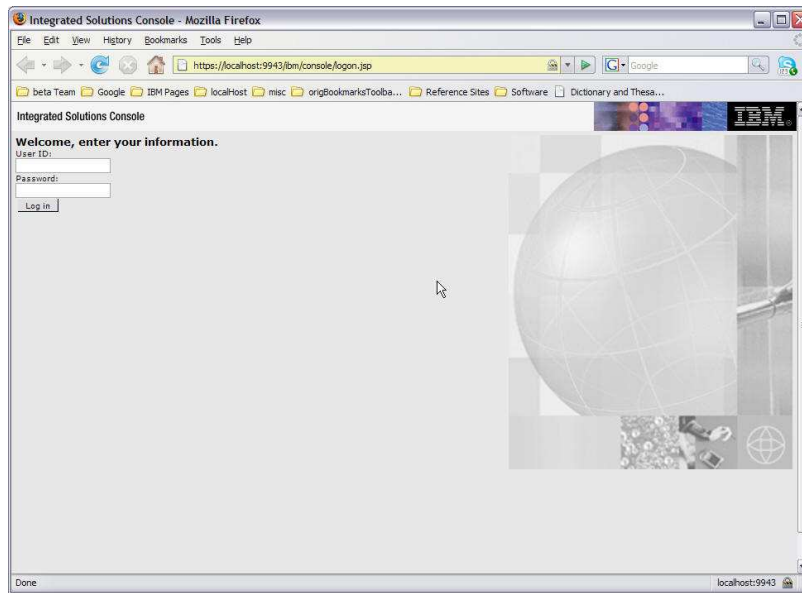 Integrated Solutions Console - Mozilla Firefox
File Edit View History Bookmarks Tools Help
https://localhost:9943/ibm/console/logon.jsp
G Google
beta Team Google IBM Pages localHost misc origBookmarksToolba... Reference Sites Software Dictionary and Thesa...
Integrated Solutions Console
IBM®
Welcome, enter your information.
User ID:
Password:
Log in
Done
localhost:9943